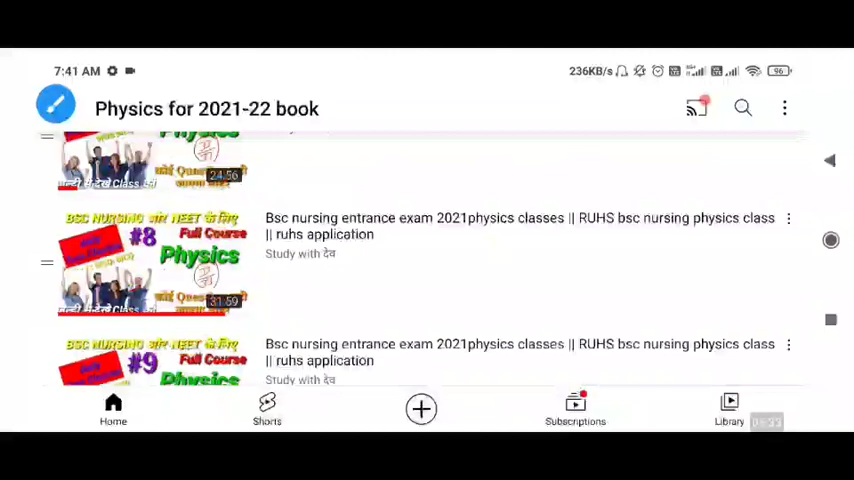 7:41 AM
236KB/s
96
Physics for 2021-22 book
24:56
BSC NURSING और NEET के लिए
#8
Full Course
Physics
31:59
Bsc nursing entrance exam 2021physics classes || RUHS bsc nursing physics class
|| ruhs application
Study with देव
BSC NURSING और NEET के लिए
#9
Full Course
Physics
Bsc nursing entrance exam 2021physics classes || RUHS bsc nursing physics class
|| ruhs application
Study with देव
Home
Shorts
Subscriptions
Library